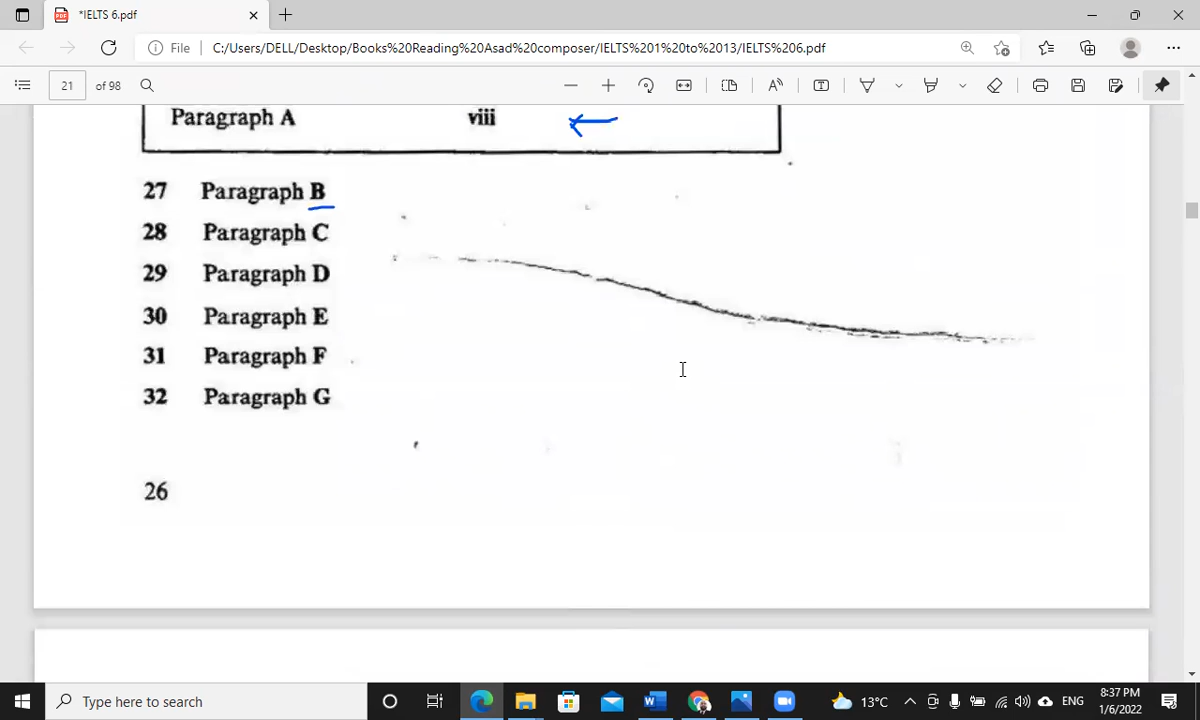 *IELTS 6.pdf
File
C:/Users/DELL/Desktop/Books%20Reading%20Asad%20composer/IELTS%201%20to%2013/IELTS%206.pdf
21 of 98
Paragraph A viii
27 Paragraph B
28 Paragraph C
29 Paragraph D
30 Paragraph E
31 Paragraph F
32 Paragraph G
26
Type here to search
13°C
ENG
8:37 PM
1/6/2022